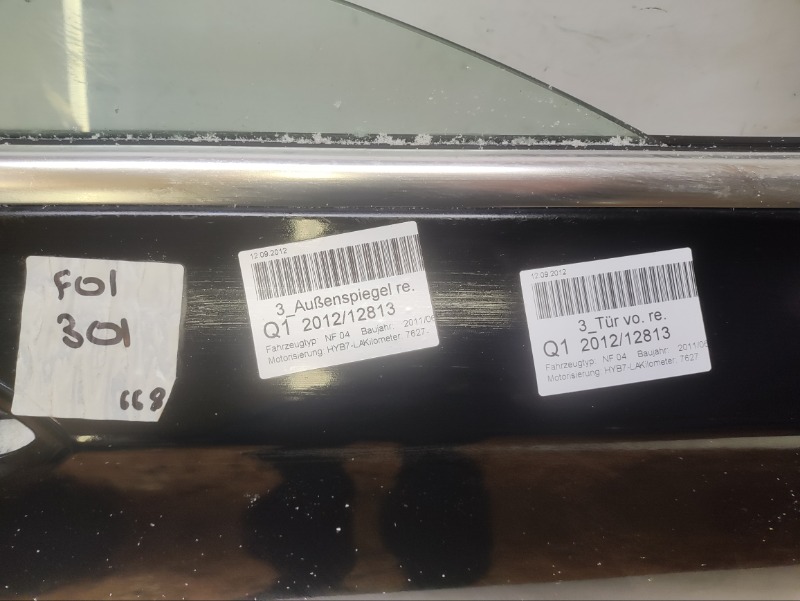 F01
301
668
12.09.2012
3_Außenspiegel re.
Q1 2012/12813
Fahrzeugtyp: NF 04 Baujahr: 2011/0
Motorisierung: HYB7-LAKilometer: 7627.
12.09.2012
3_Tür vo. re.
Q1 2012/12813
Fahrzeugtyp: NF 04 Baujahr: 2011/0
Motorisierung: HYB7-LAKilometer: 7627.